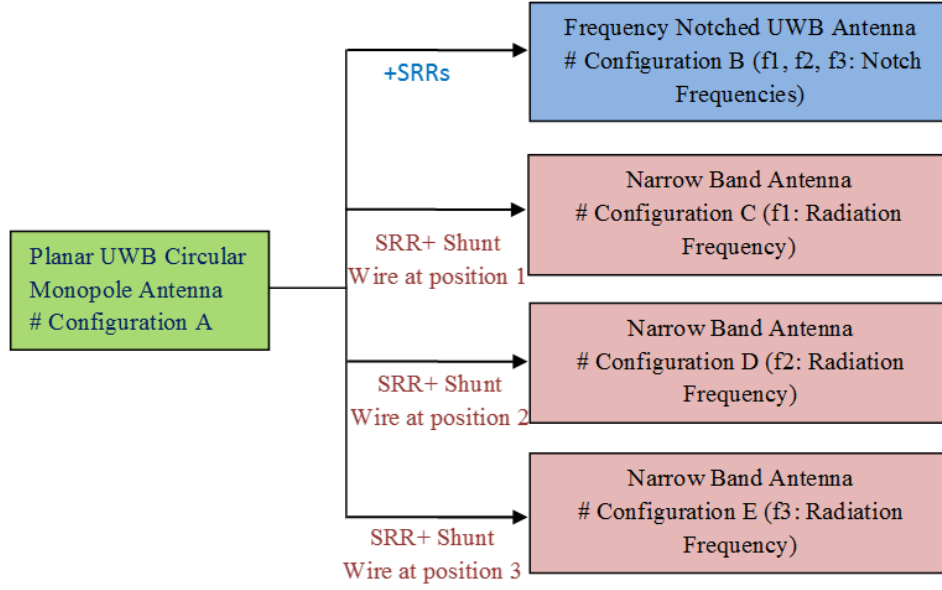 Frequency Notched UWB Antenna
# Configuration B (f1, f2, f3: Notch
Frequencies)
+SRRs
Narrow Band Antenna
# Configuration C (f1: Radiation
Frequency)
SRR+ Shunt
Wire at position 1
Planar UWB Circular
Monopole Antenna
# Configuration A
Narrow Band Antenna
# Configuration D (f2: Radiation
Frequency)
SRR+ Shunt
Wire at position 2
Narrow Band Antenna
# Configuration E (f3: Radiation
Frequency)
SRR+ Shunt
Wire at position 3